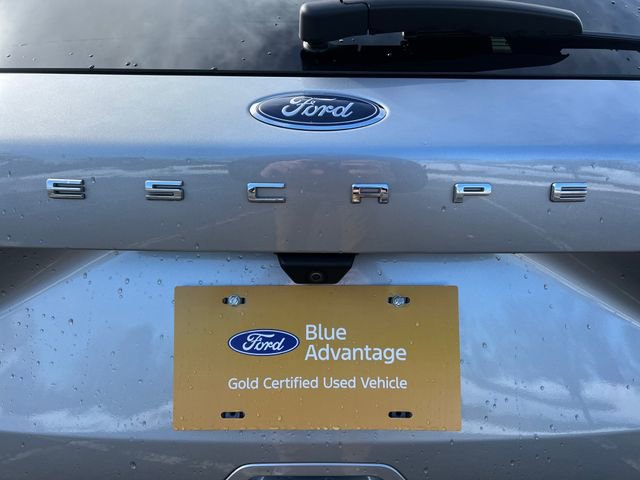 Ford
ESCAPE
Ford
Blue
Advantage
Gold Certified Used Vehicle